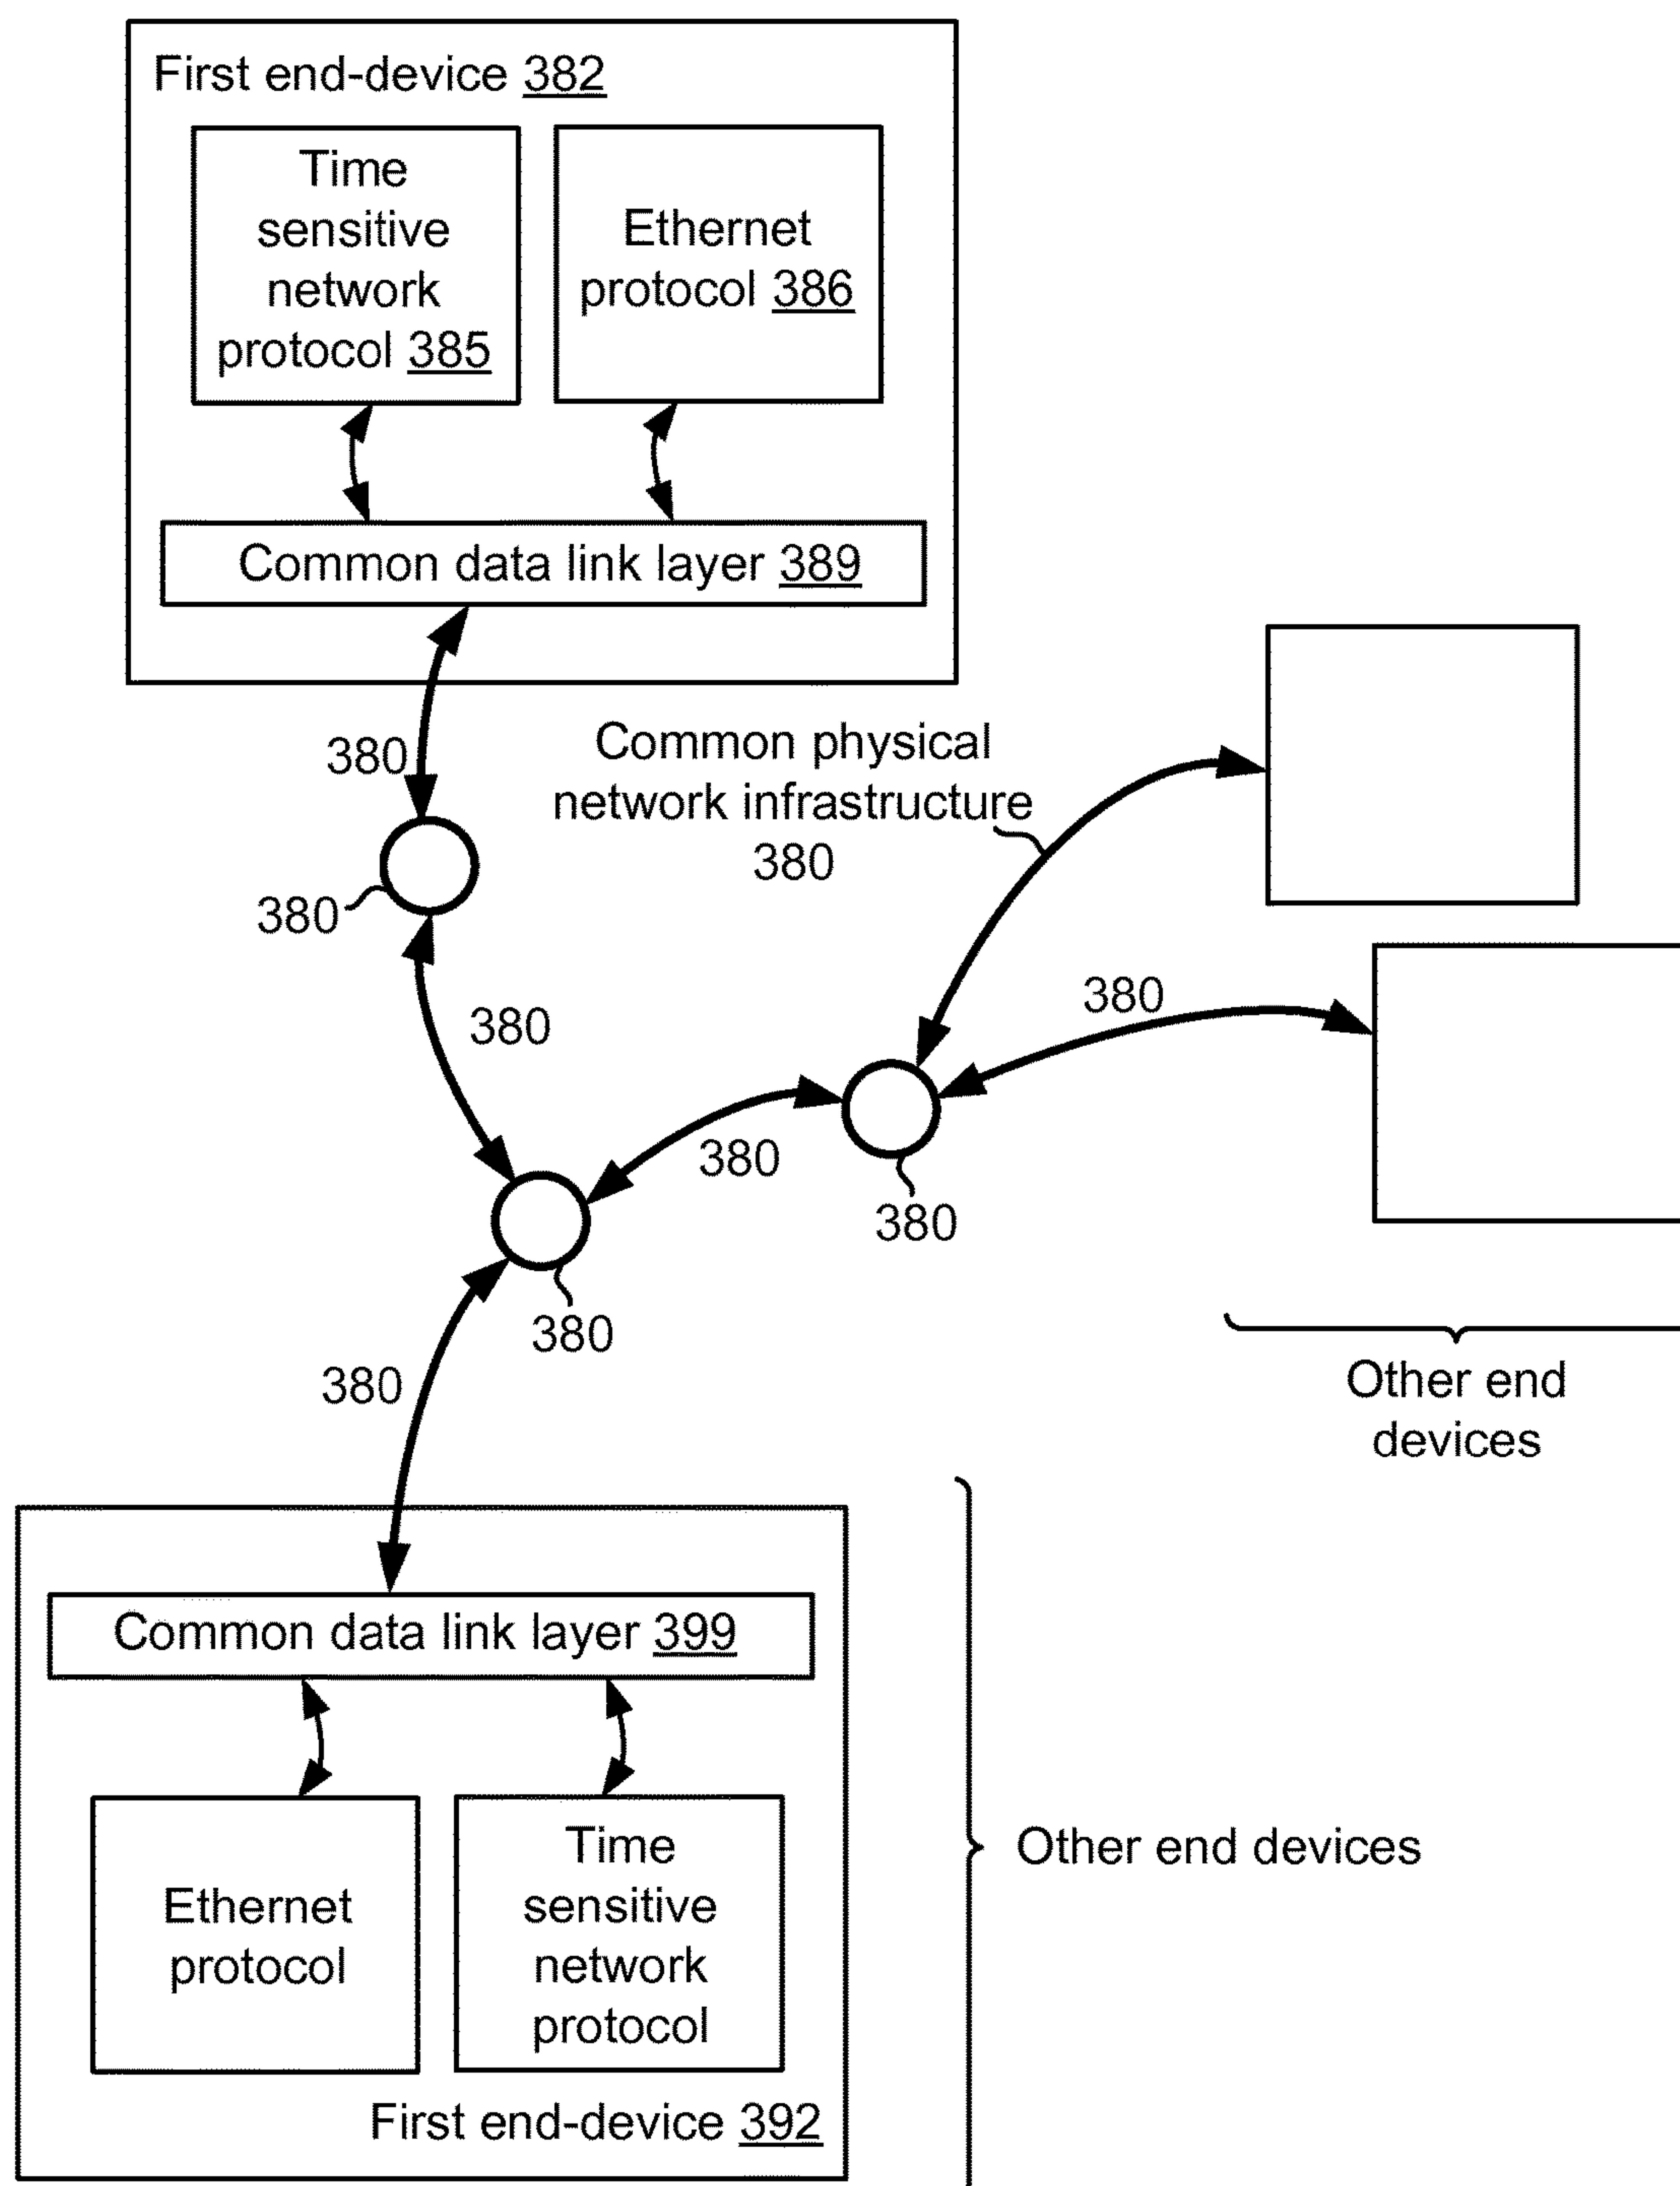 First end-device 382
Time
sensitive
network
protocol 385
Ethernet
protocol 386
Common data link layer 389
380
Common physical
network infrastructure
380
380
380
380
380
380
380
380
Other end
devices
Common data link layer 399
Ethernet
protocol
Time
sensitive
network
protocol
First end-device 392
Other end devices